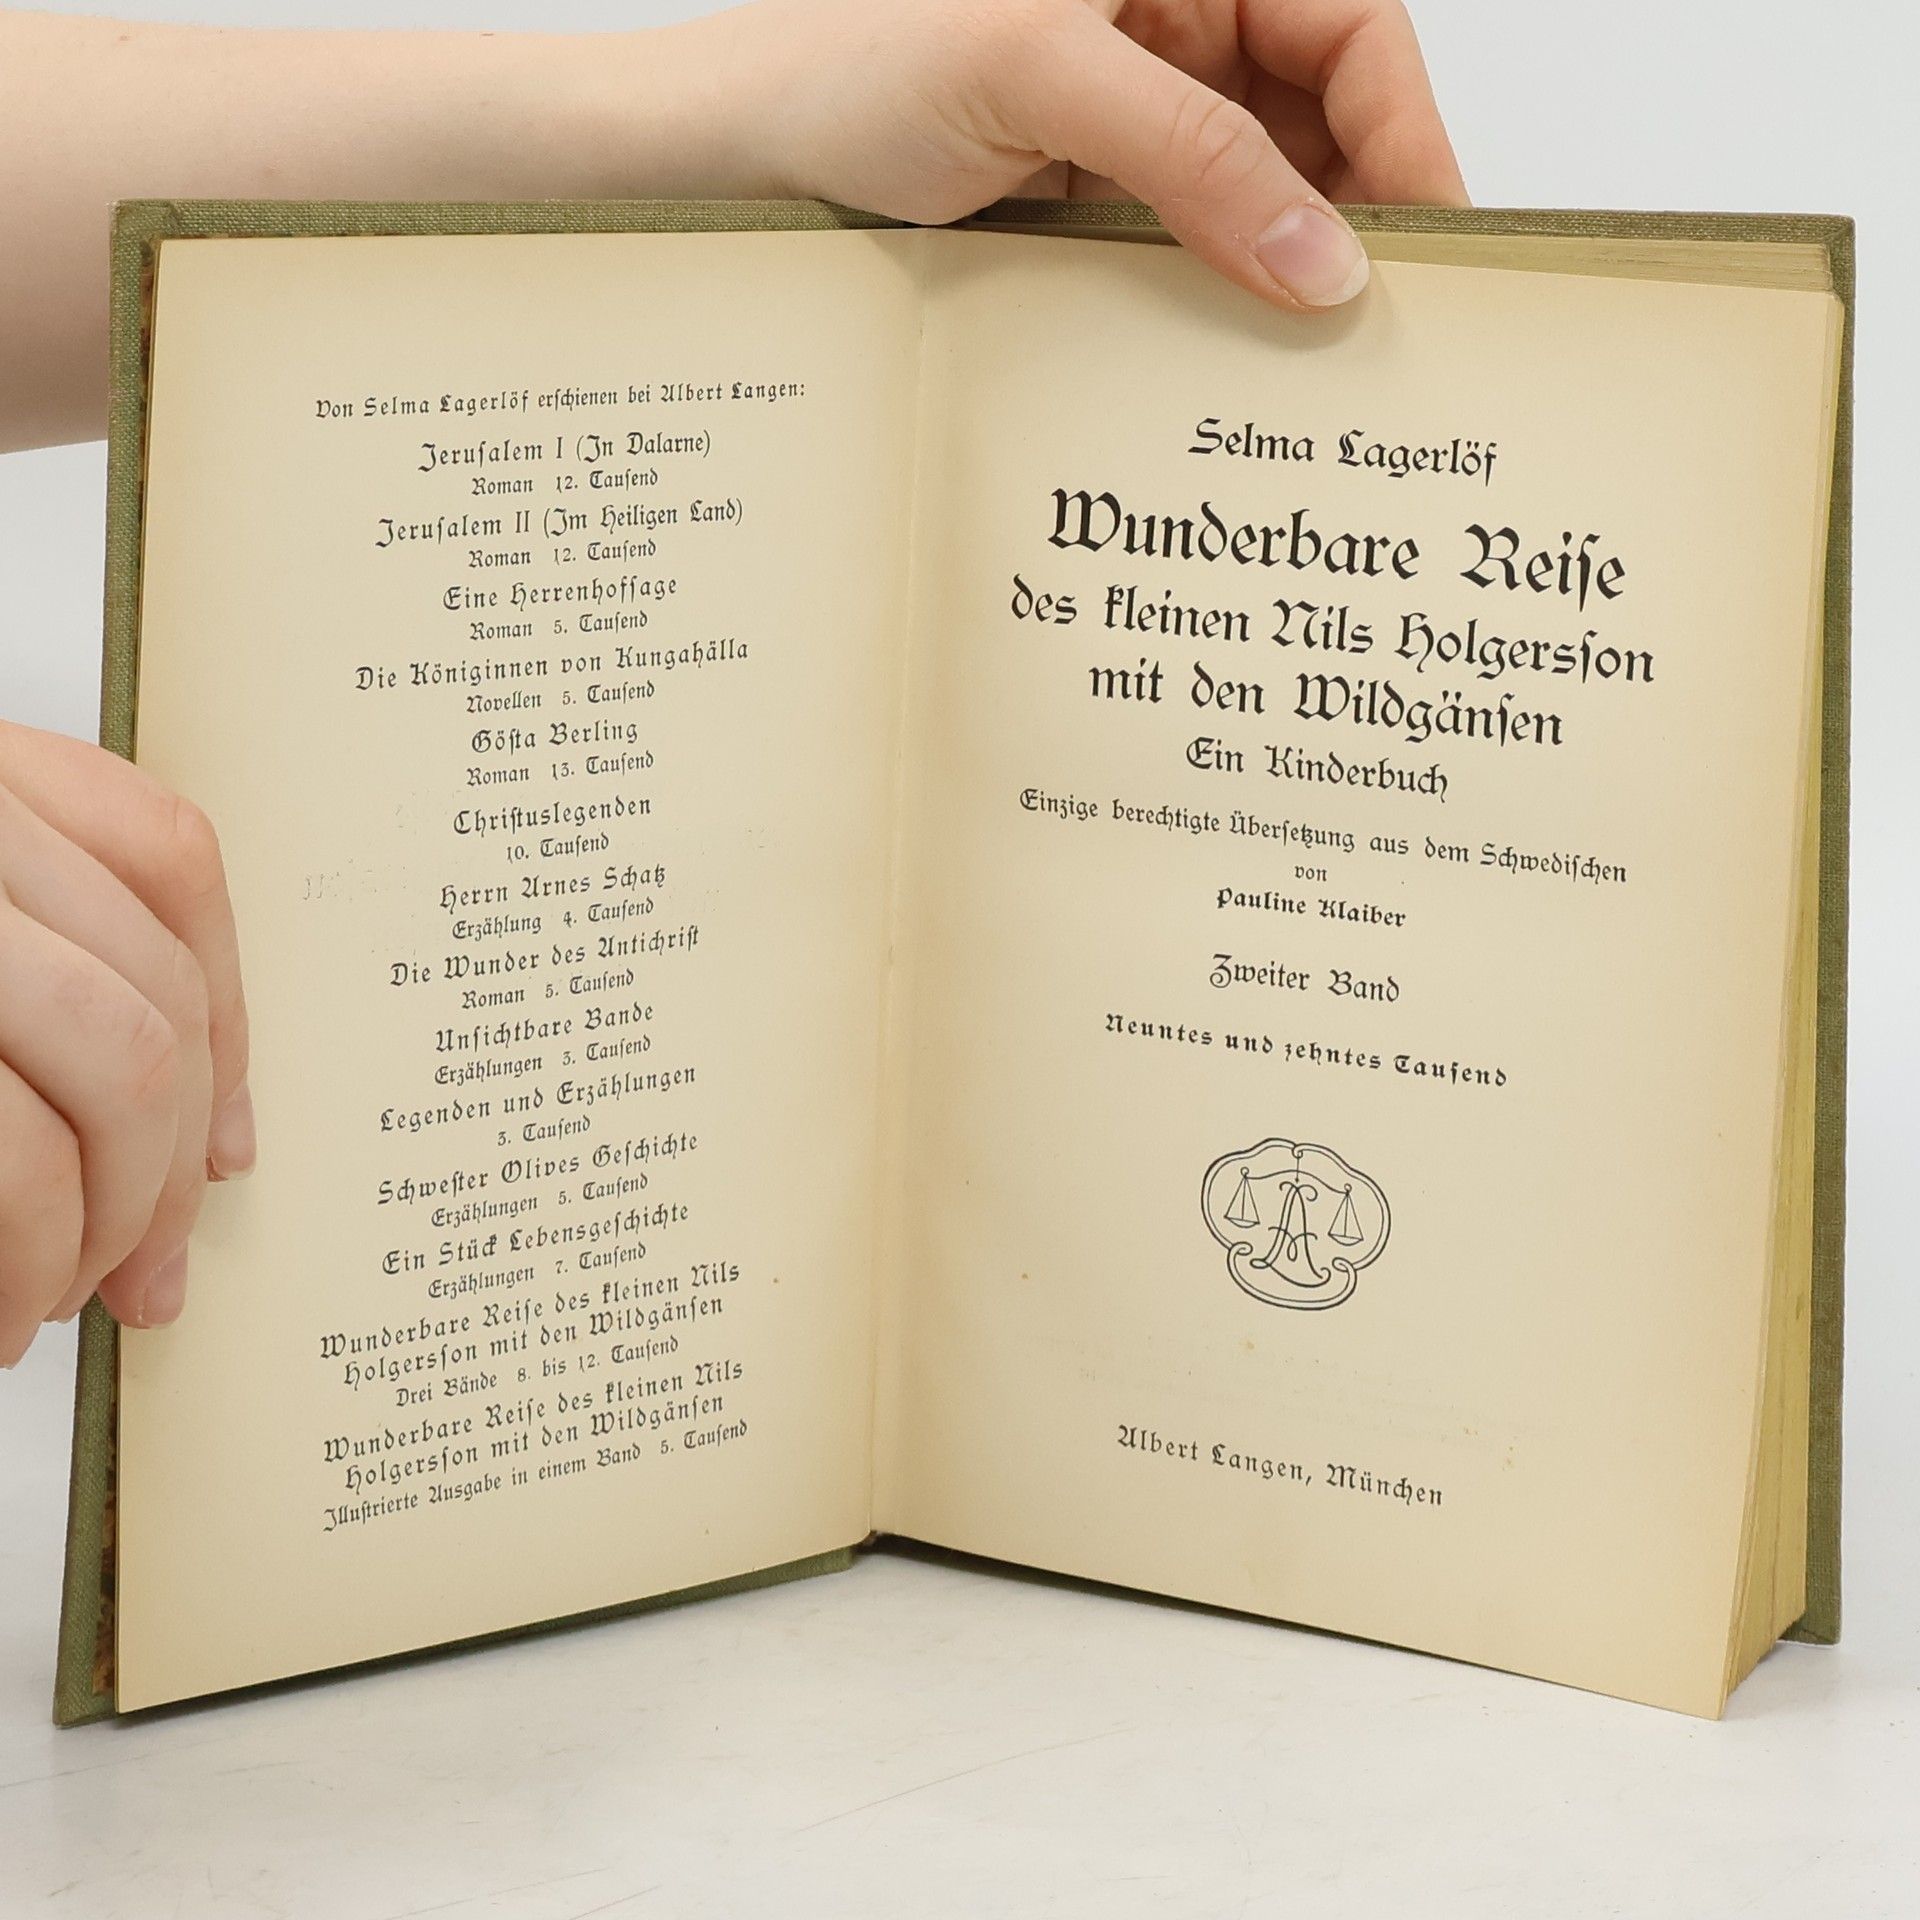 Von Selma Lagerlöf erſchienen bei Albert Langen:
Jeruſalem I (In Dalarne)
Roman 12. Tauſend
Jeruſalem II (Im Heiligen Land)
Roman 12. Tauſend
Eine Herrenhofſage
Roman 5. Tauſend
Die Königinnen von Kungahälla
Novellen 5. Tauſend
Göſta Berling
Roman 13. Tauſend
Chriſtuslegenden
10. Tauſend
Herrn Arnes Schatz
Erzählung 4. Tauſend
Die Wunder des Antichriſt
Roman 5. Tauſend
Unſichtbare Bande
Erzählungen 3. Tauſend
Legenden und Erzählungen
3. Tauſend
Schweſter Olives Geſchichte
Erzählungen 5. Tauſend
Ein Stück Lebensgeſchichte
Erzählungen 7. Tauſend
Wunderbare Reiſe des kleinen Nils
Holgersſon mit den Wildgänſen
Drei Bände 8. bis 12. Tauſend
Wunderbare Reiſe des kleinen Nils
Holgersſon mit den Wildgänſen
Illuſtrierte Ausgabe in einem Band 5. Tauſend
Selma Lagerlöf
Wunderbare Reiſe
des kleinen Nils Holgersſon
mit den Wildgänſen
Ein Kinderbuch
Einzige berechtigte Überſetzung aus dem Schwediſchen
von
Pauline Klaiber
Zweiter Band
Neuntes und zehntes Tauſend
AL
Albert Langen, München